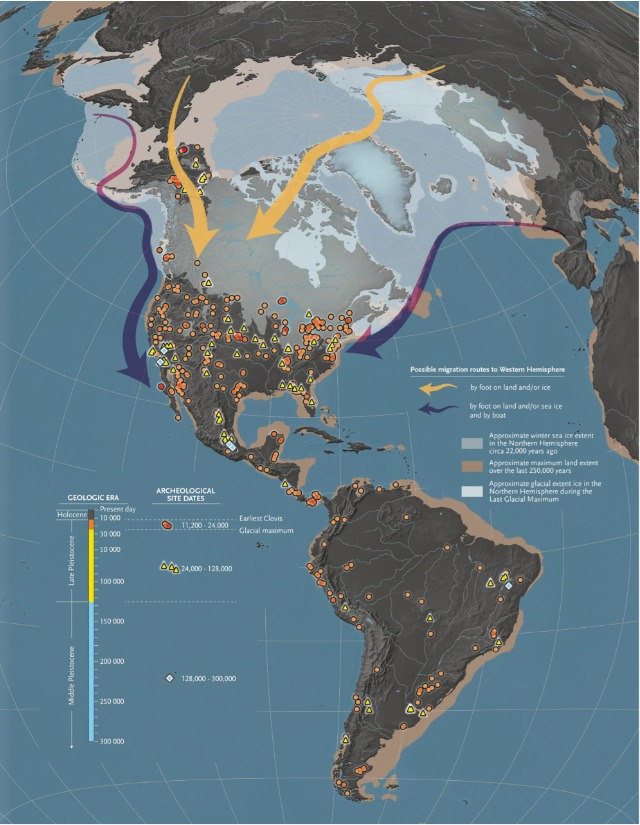 Possible migration routes to Western Hemisphere
by foot on land and/or ice
by foot on land and/or sea ice
and by boat
Approximate winter sea ice extent
in the Northern Hemisphere
circa 22,000 years ago
Approximate maximum land extent
over the last 250,000 years
Approximate glacial extent ice in the
Northern Hemisphere during the
Last Glacial Maximum
GEOLOGIC ERA
ARCHEOLOGICAL
SITE DATES
Present day
Holocene
10 000
30 000
50 000
100 000
150 000
200 000
250 000
300 000
Late Pleistocene
Middle Pleistocene
11,200 - 24,000
Earliest Clovis
Glacial maximum
24,000 - 128,000
128,000 - 300,000